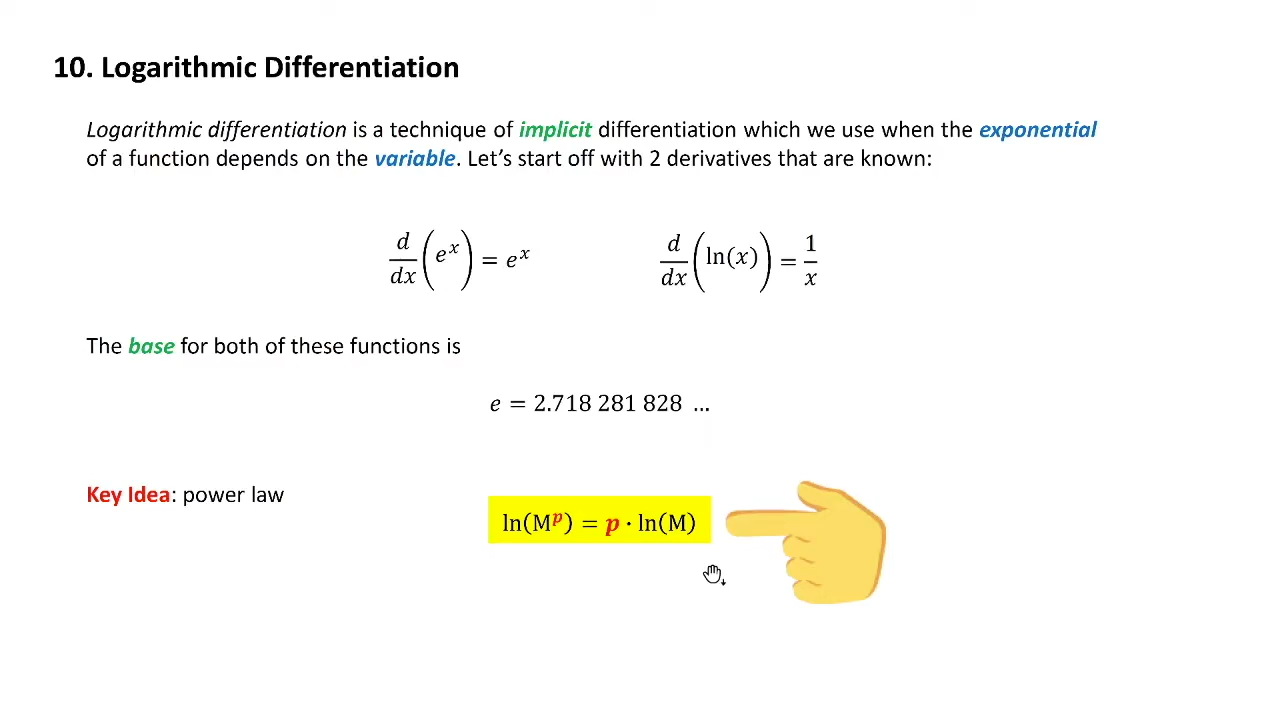 10. Logarithmic Differentiation
Logarithmic differentiation is a technique of implicit differentiation which we use when the exponential
of a function depends on the variable. Let’s start off with 2 derivatives that are known:
d/dx (e^x) = e^x    d/dx (ln(x)) = 1/x
The base for both of these functions is
e = 2.718 281 828 …
Key Idea: power law
ln(M^p) = p · ln(M)